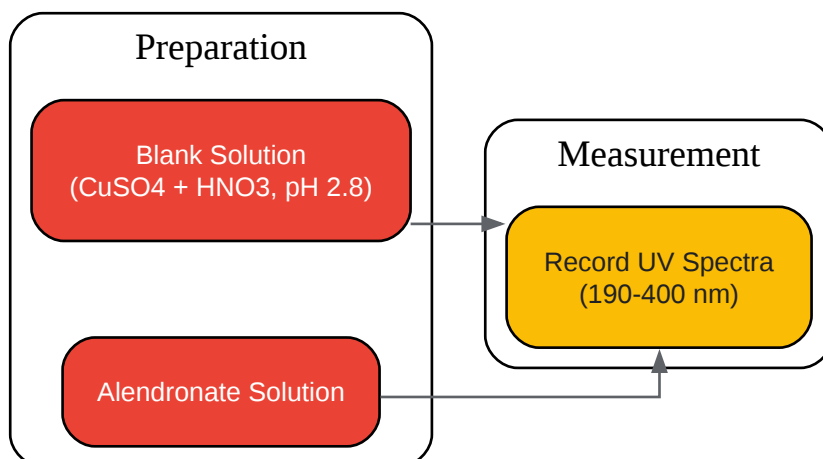 Preparation
Blank Solution
(CuSO4 + HNO3, pH 2.8)
Alendronate Solution
Measurement
Record UV Spectra
(190-400 nm)